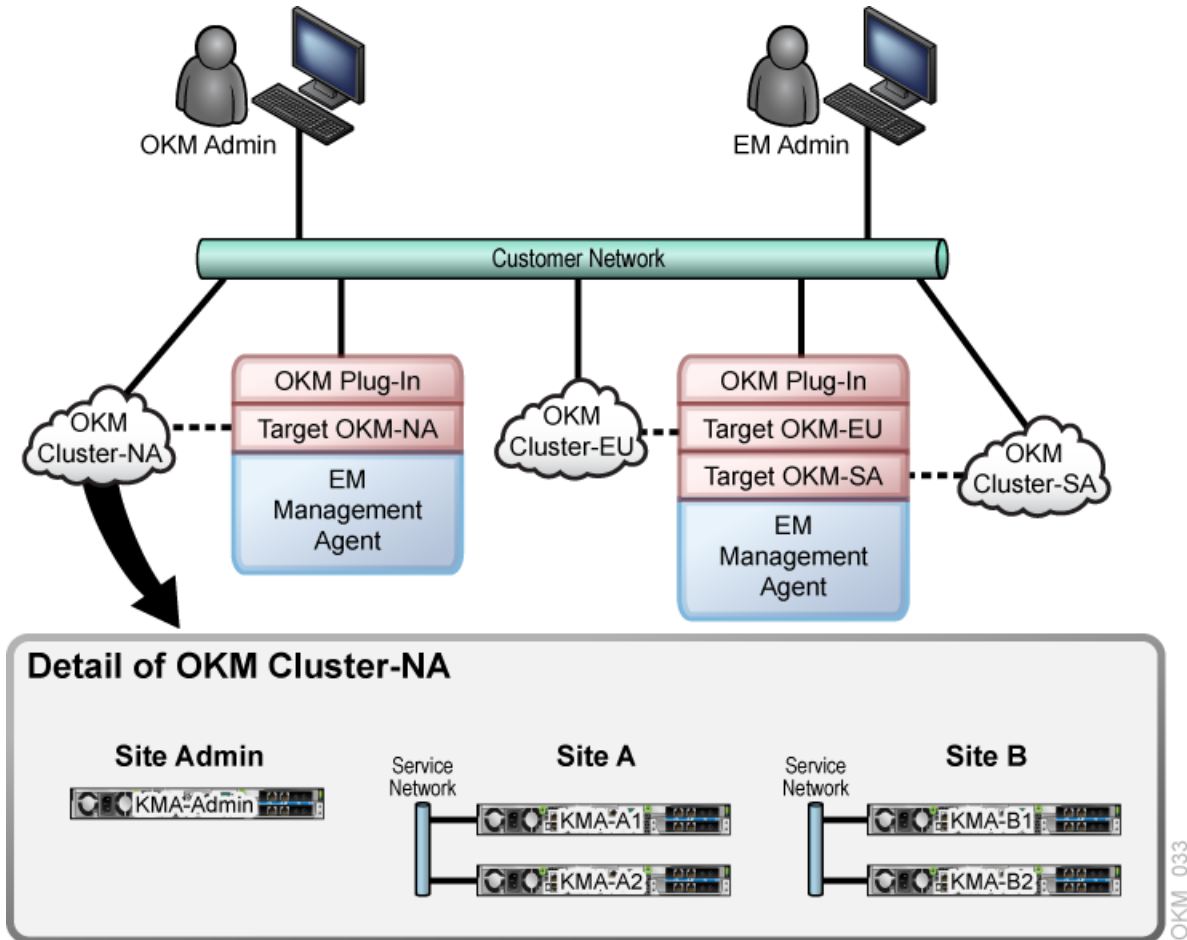 OKM Admin
EM Admin
Customer Network
OKM Plug-In
Target OKM-NA
EM
Management
Agent
OKM
Cluster-NA
OKM
Cluster-EU
OKM Plug-In
Target OKM-EU
Target OKM-SA
EM
Management
Agent
OKM
Cluster-SA
Detail of OKM Cluster-NA
Site Admin
KMA-Admin
Service
Network
Site A
KMA-A1
KMA-A2
Service
Network
Site B
KMA-B1
KMA-B2
OKM_033